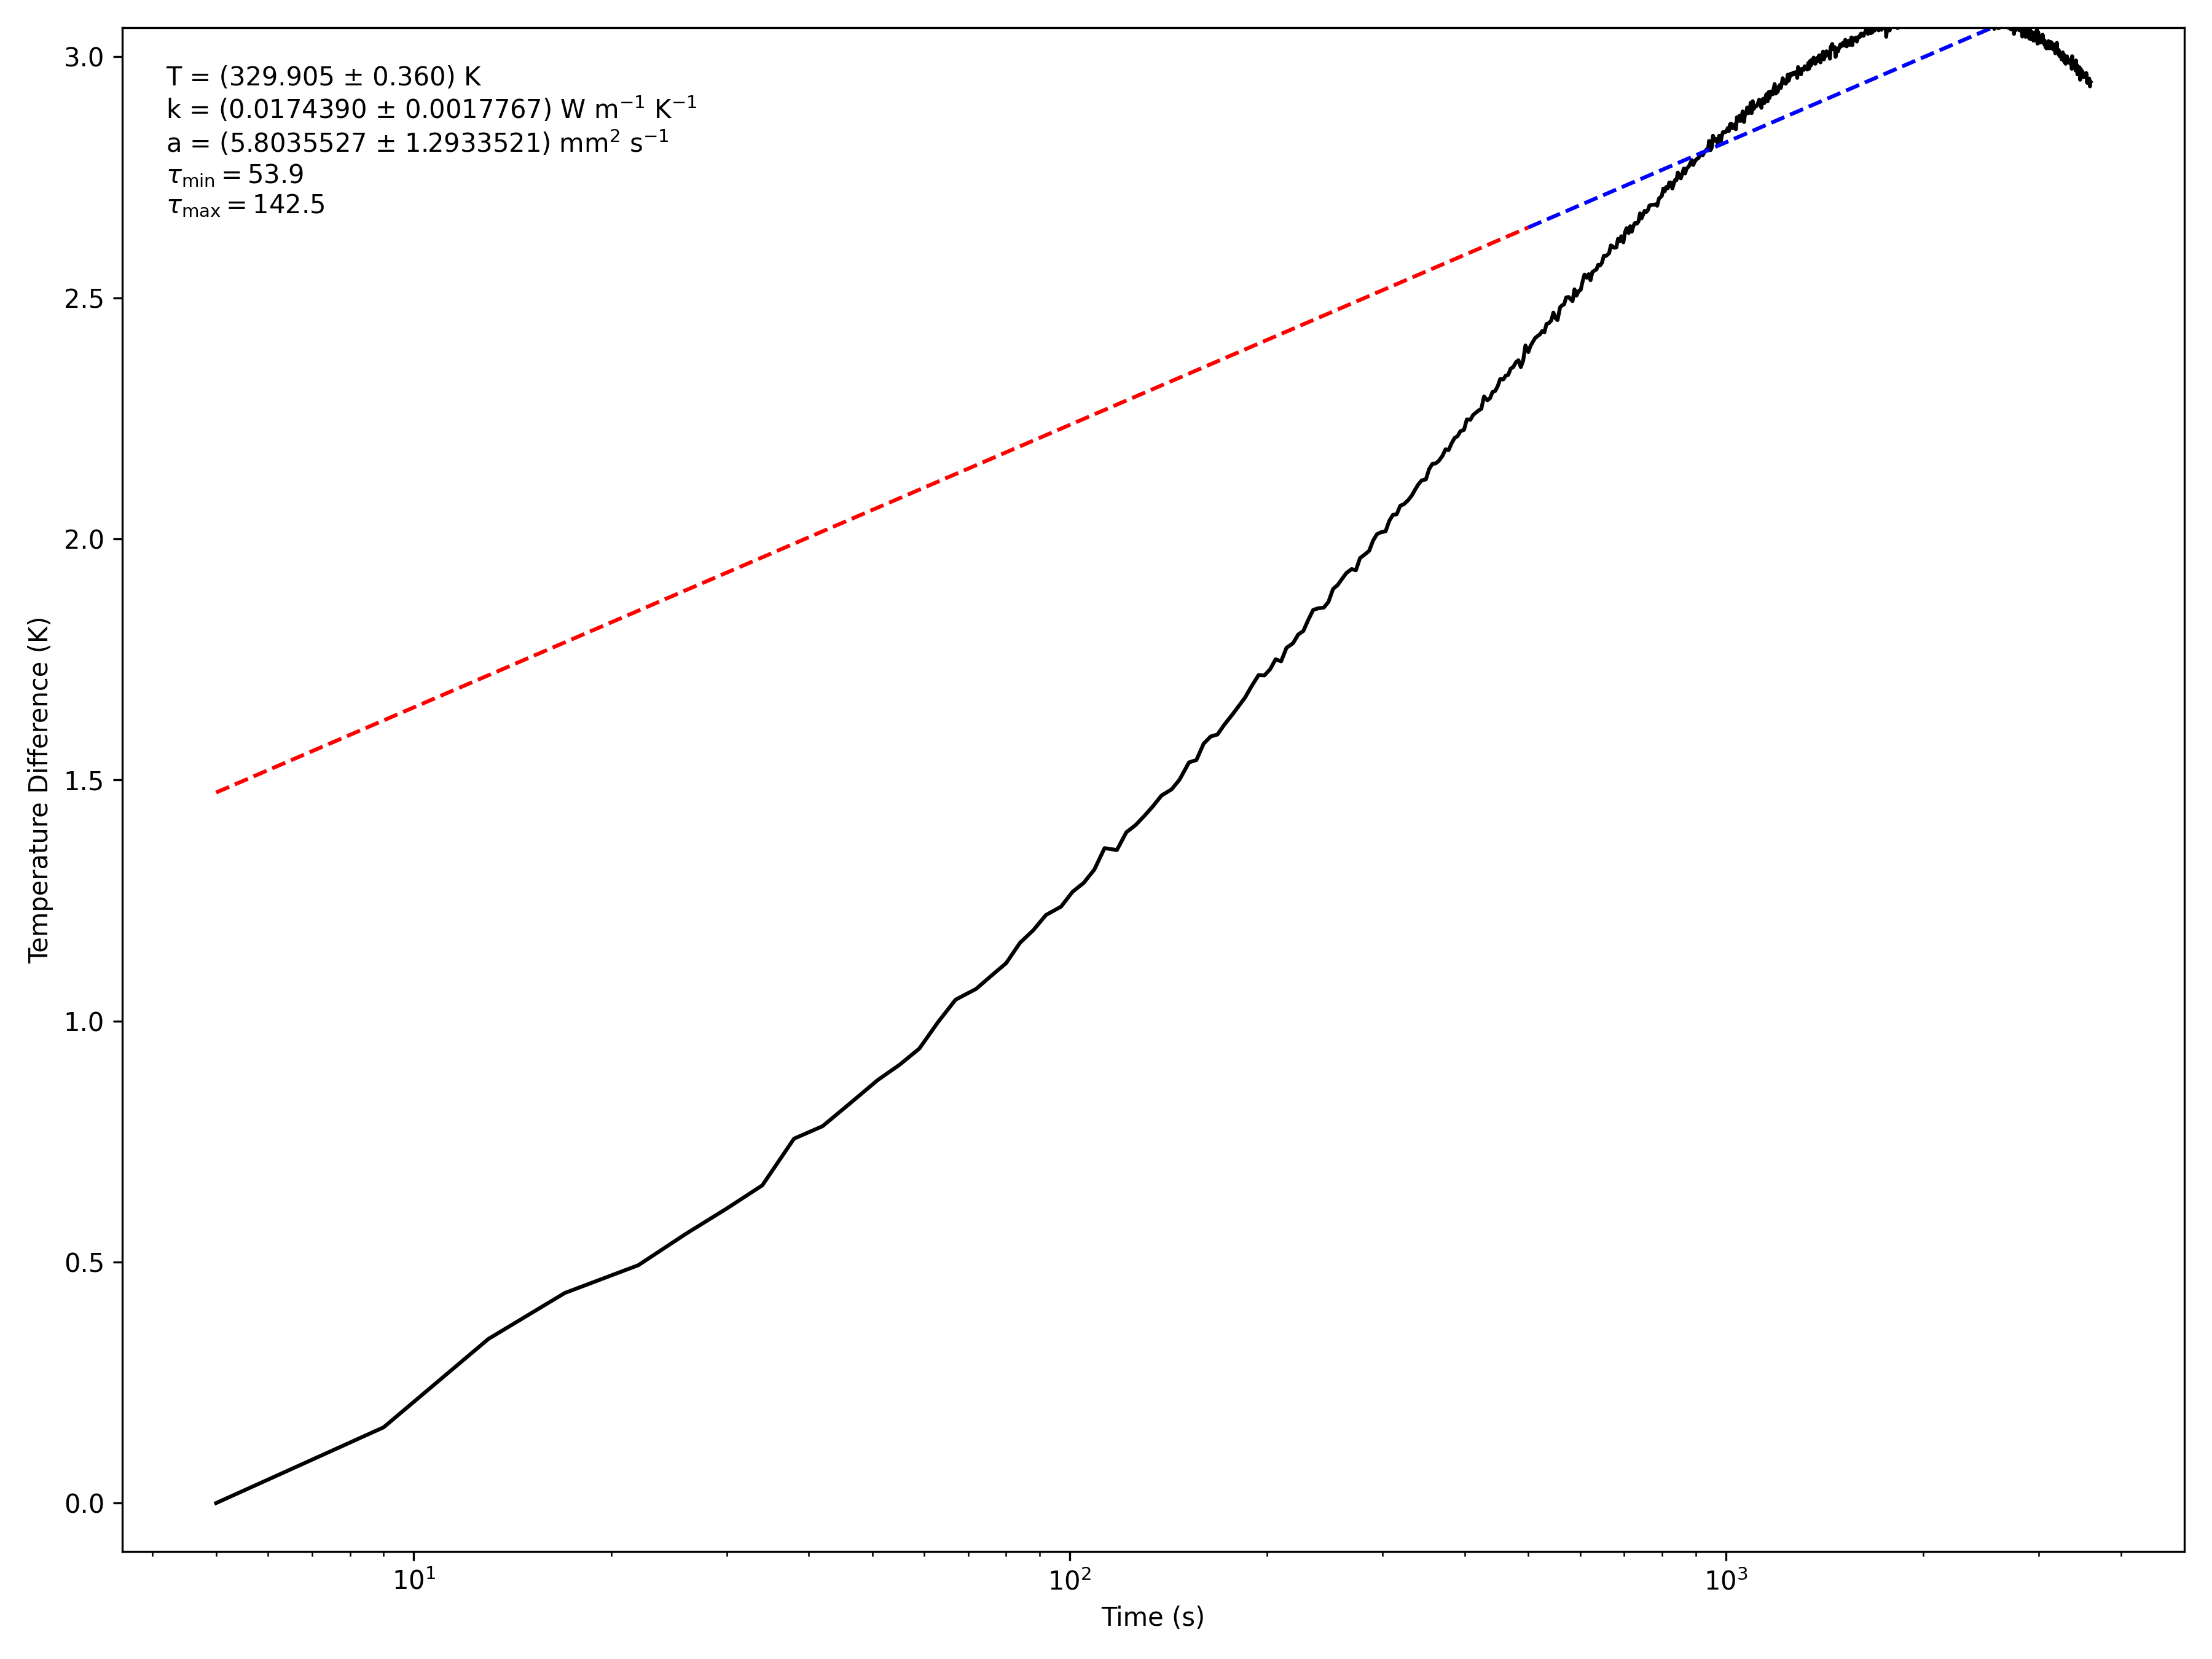 T = (329.905 ± 0.360) K
k = (0.0174390 ± 0.0017767) W m⁻¹ K⁻¹
a = (5.8035527 ± 1.2933521) mm² s⁻¹
τmin = 53.9
τmax = 142.5
3.0
2.5
2.0
1.5
1.0
0.5
0.0
Temperature Difference (K)
10¹ 10² 10³
Time (s)